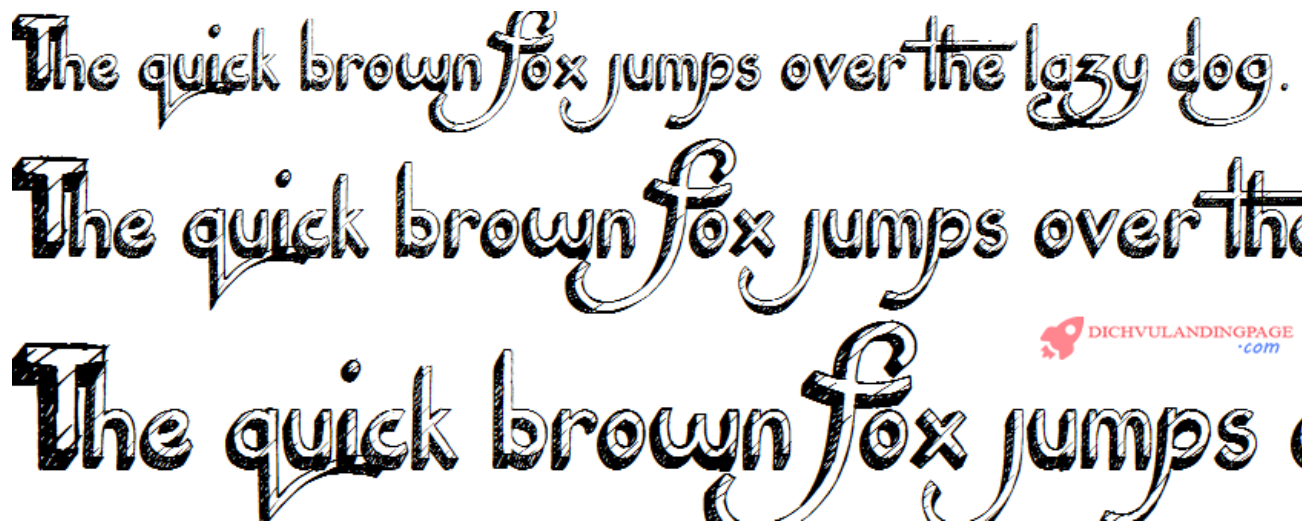 The quick brown fox jumps over the lazy dog.
The quick brown fox jumps over the
DICHVULANDINGPAGE
.com
The quick brown fox jumps